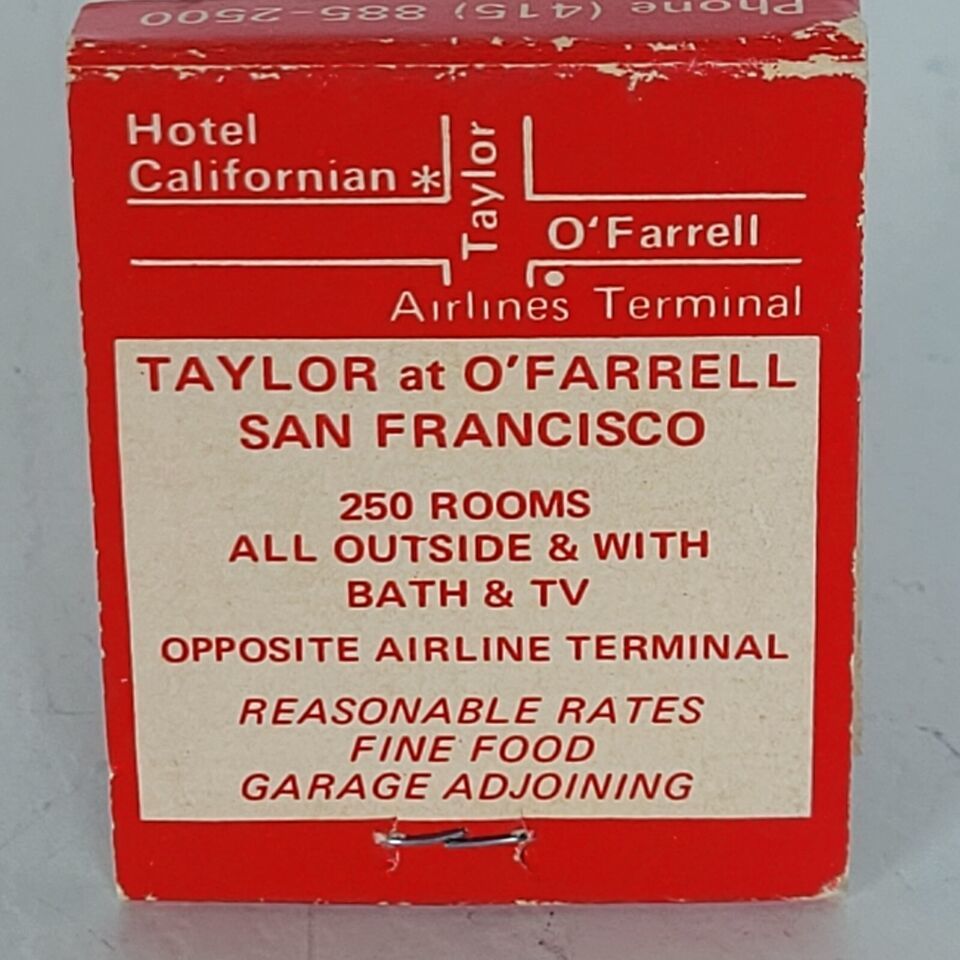 Phone (415) 885-2500
Hotel
Californian *
Taylor
O'Farrell
Airlines Terminal
TAYLOR at O'FARRELL
SAN FRANCISCO
250 ROOMS
ALL OUTSIDE & WITH
BATH & TV
OPPOSITE AIRLINE TERMINAL
REASONABLE RATES
FINE FOOD
GARAGE ADJOINING